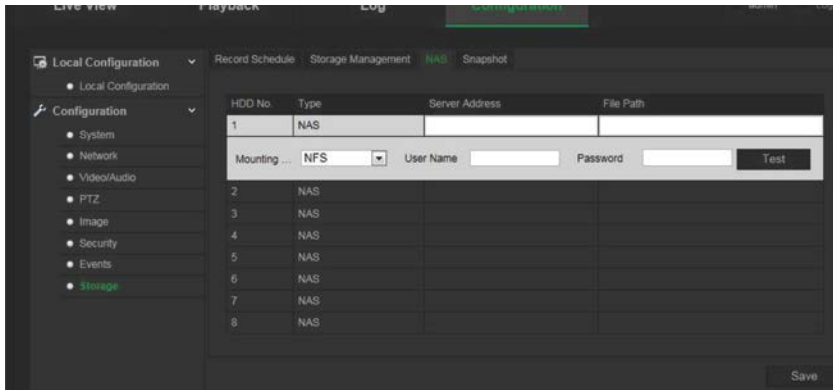 Live View Playback Log Configuration admin
Local Configuration
Record Schedule Storage Management NAS Snapshot
Local Configuration
Configuration
HDD No. Type Server Address File Path
1 NAS
System
Network
Mounting ... NFS User Name Password Test
Video/Audio
PTZ
2 NAS
Image
3 NAS
Security
4 NAS
Events
5 NAS
Storage
6 NAS
7 NAS
8 NAS
Save